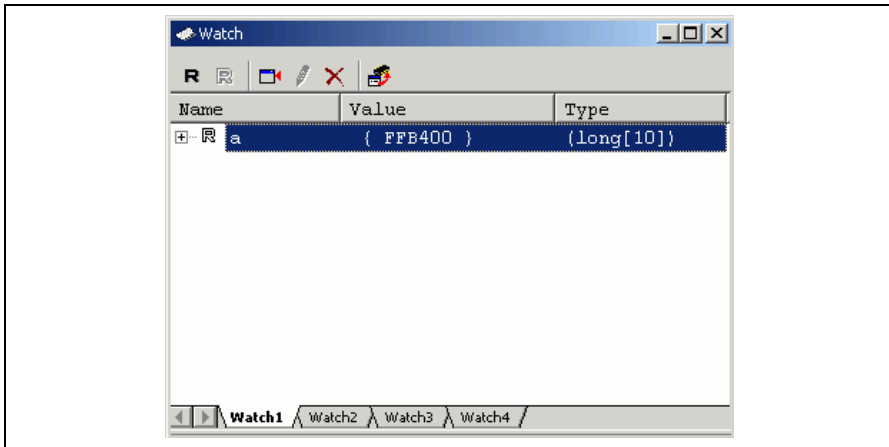 Watch
R R
Name Value Type
R a { FFB400 } (long[10])
Watch1 Watch2 Watch3 Watch4